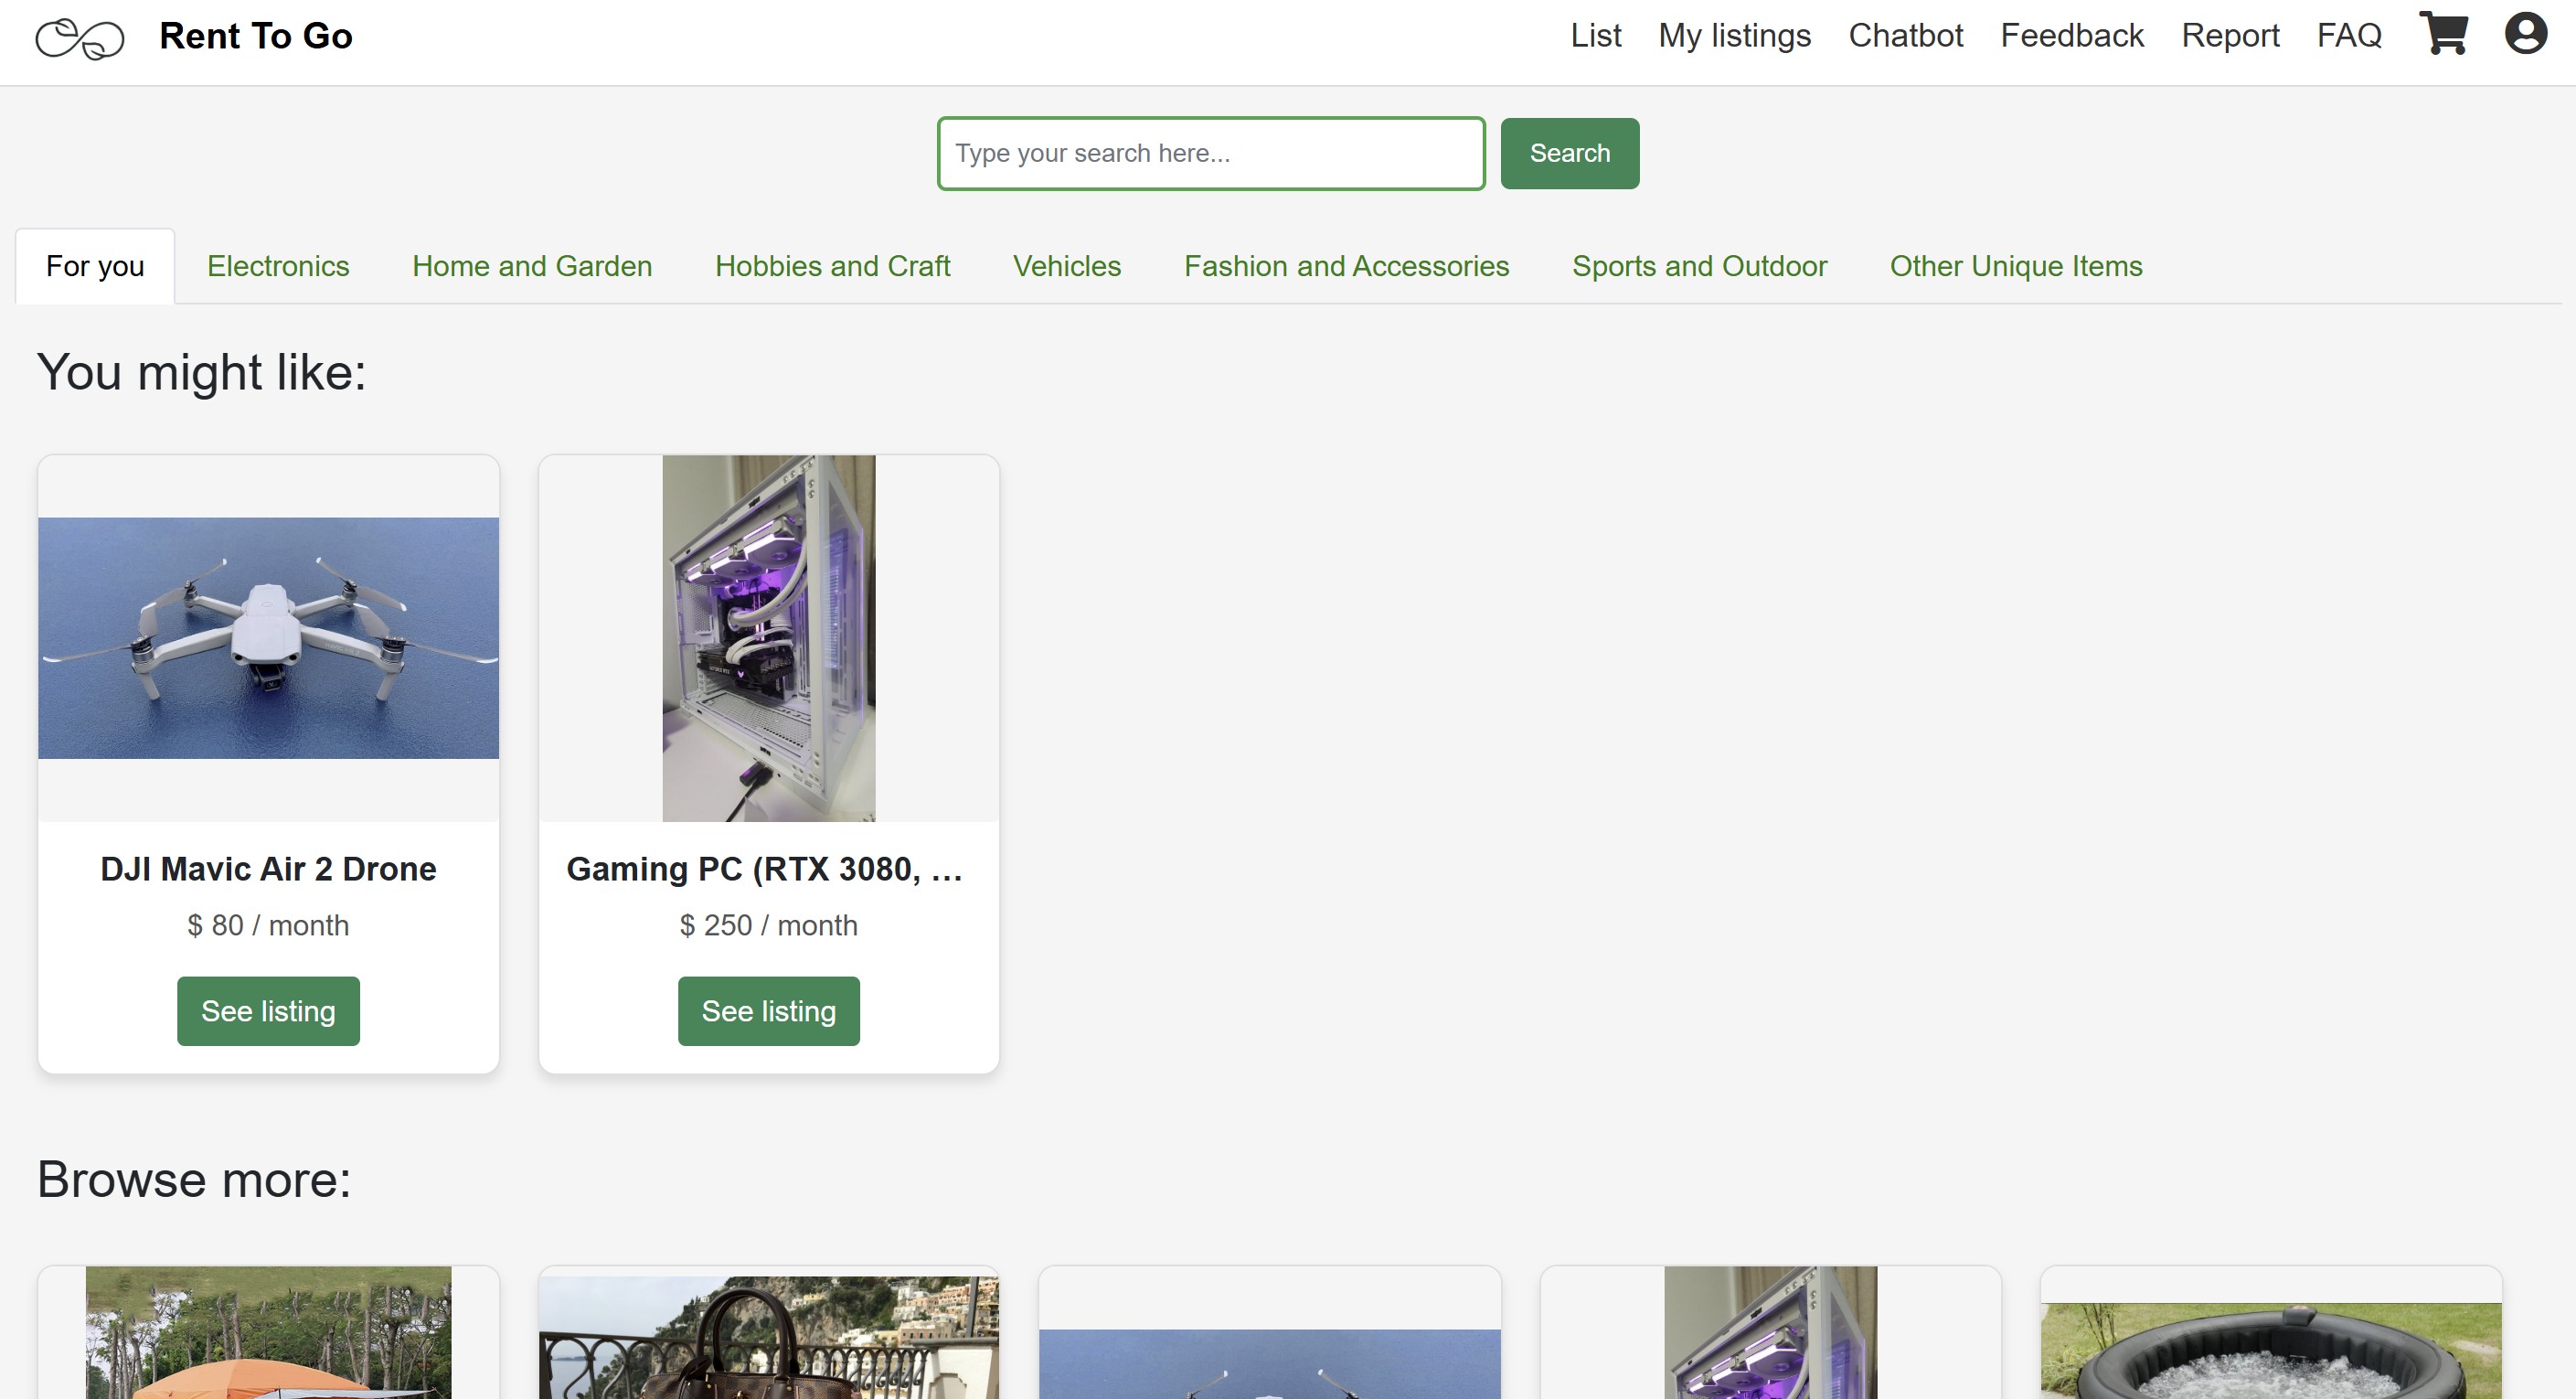 Rent To Go
List My listings Chatbot Feedback Report FAQ
Type your search here...
Search
For you Electronics Home and Garden Hobbies and Craft Vehicles Fashion and Accessories Sports and Outdoor Other Unique Items
You might like:
DJI Mavic Air 2 Drone
$ 80 / month
See listing
Gaming PC (RTX 3080, ...
$ 250 / month
See listing
Browse more: